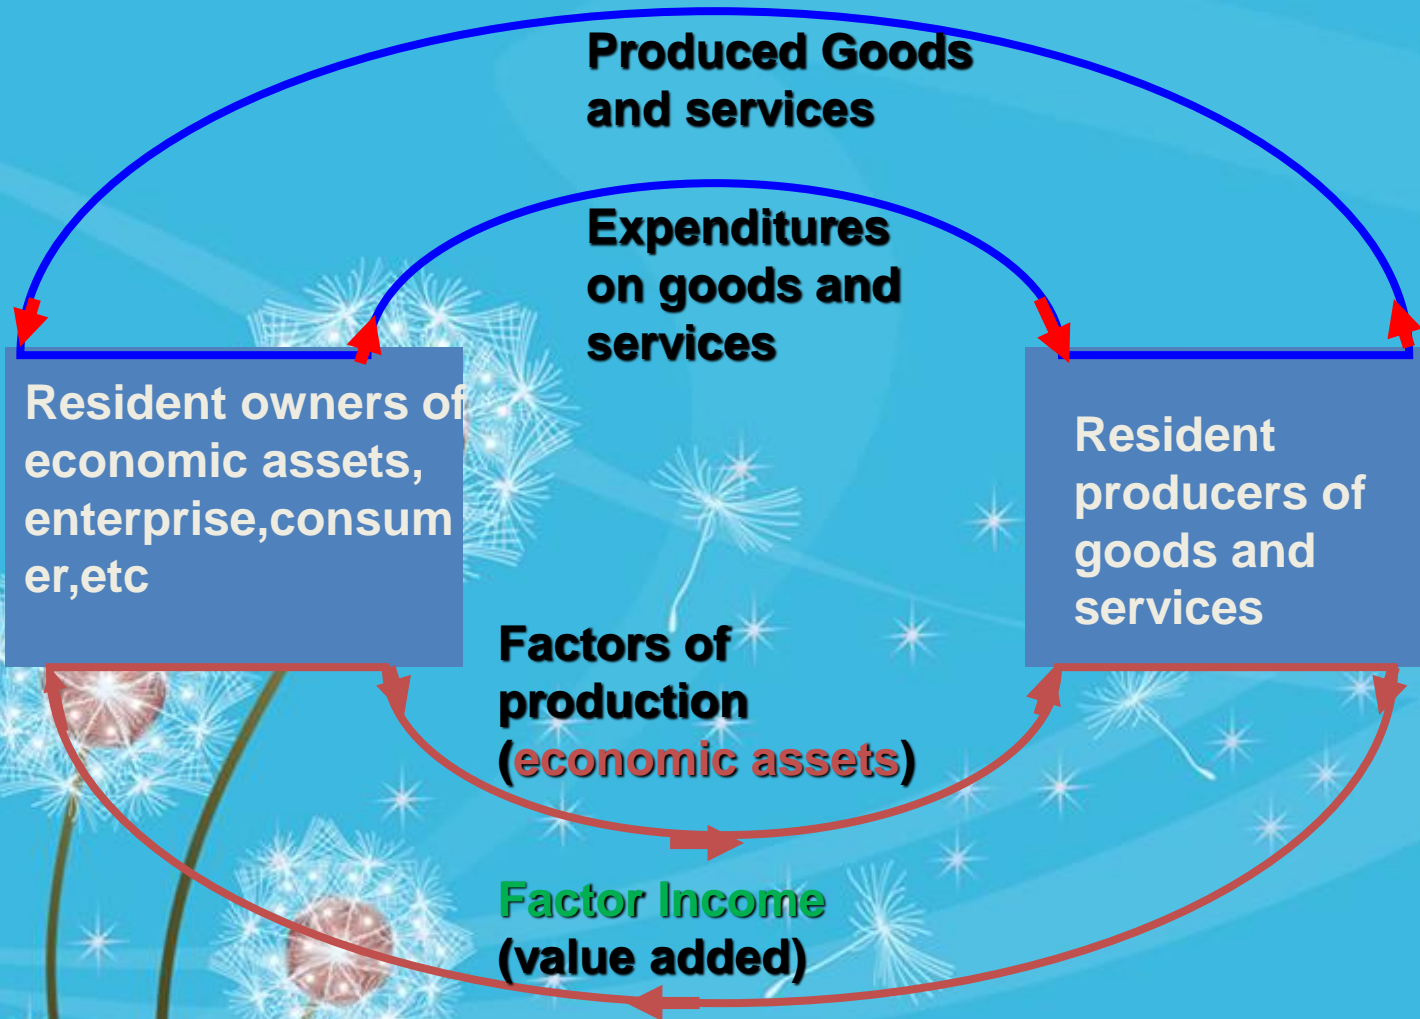 Produced Goods
and services
Expenditures
on goods and
services
Resident owners of
economic assets,
enterprise,consum
er,etc
Resident
producers of
goods and
services
Factors of
production
(economic assets)
Factor Income
(value added)